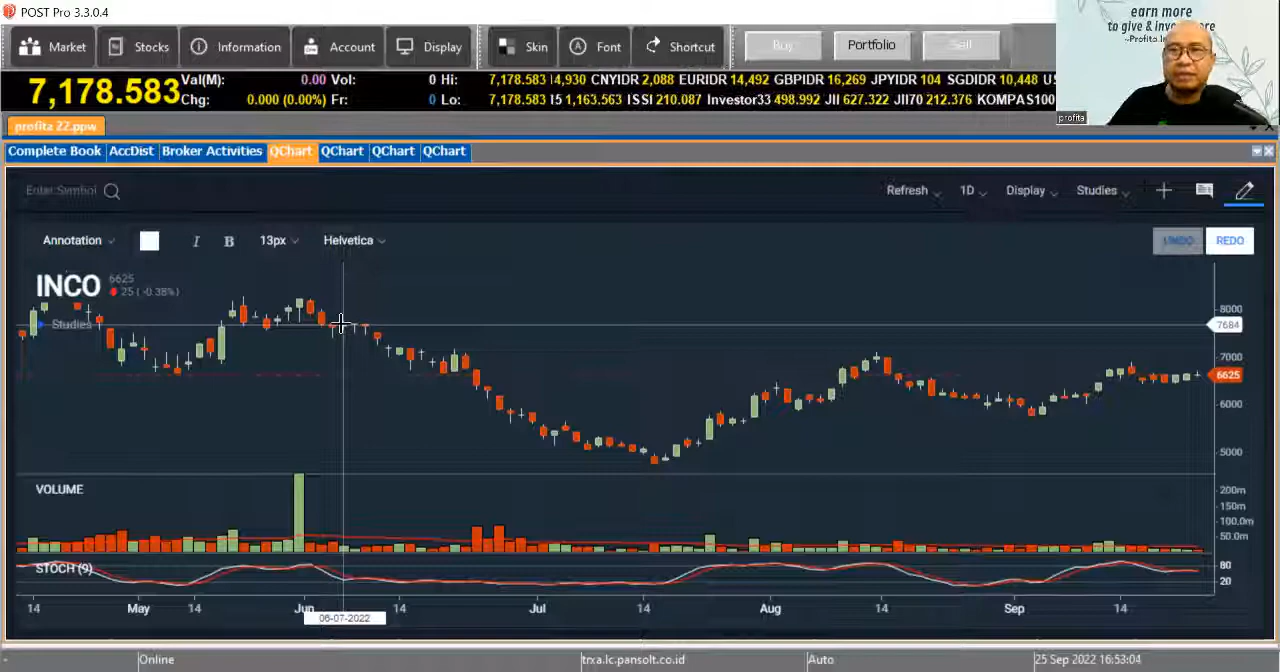 POST Pro 3.3.0.4
Market Stocks Information Account Display Skin Font Shortcut Buy Portfolio Sell
earn more
to give & inv re
~Profita.
profita
7,178.583 Val(M): 0.00 Vol: 0 Hi: 7,178.583 I4,930 CNYIDR 2,088 EURIDR 14,492 GBPIDR 16,269 JPYIDR 104 SGDIDR 10,448
Chg: 0.000 (0.00%) Fr: 0 Lo: 7,178.583 I5 1,163.563 ISSI 210.087 Investor33 498.992 JII 627.322 JII70 212.376 KOMPAS100
profita 22.ppw
Complete Book AccDist Broker Activities QChart QChart QChart QChart
Enter Symbol Refresh 1D Display Studies
Annotation I B 13px Helvetica UNDO REDO
INCO 6625
25 (-0.38%)
Studies
8000
7684
7000
6625
6000
5000
VOLUME
200m
150m
100.0m
50.0m
STOCH (9)
80
20
14 May 14 Jun 14 Jul 14 Aug 14 Sep 14
06-07-2022
- Online trxa.lc.pansolt.co.id Auto 25 Sep 2022 16:53:04